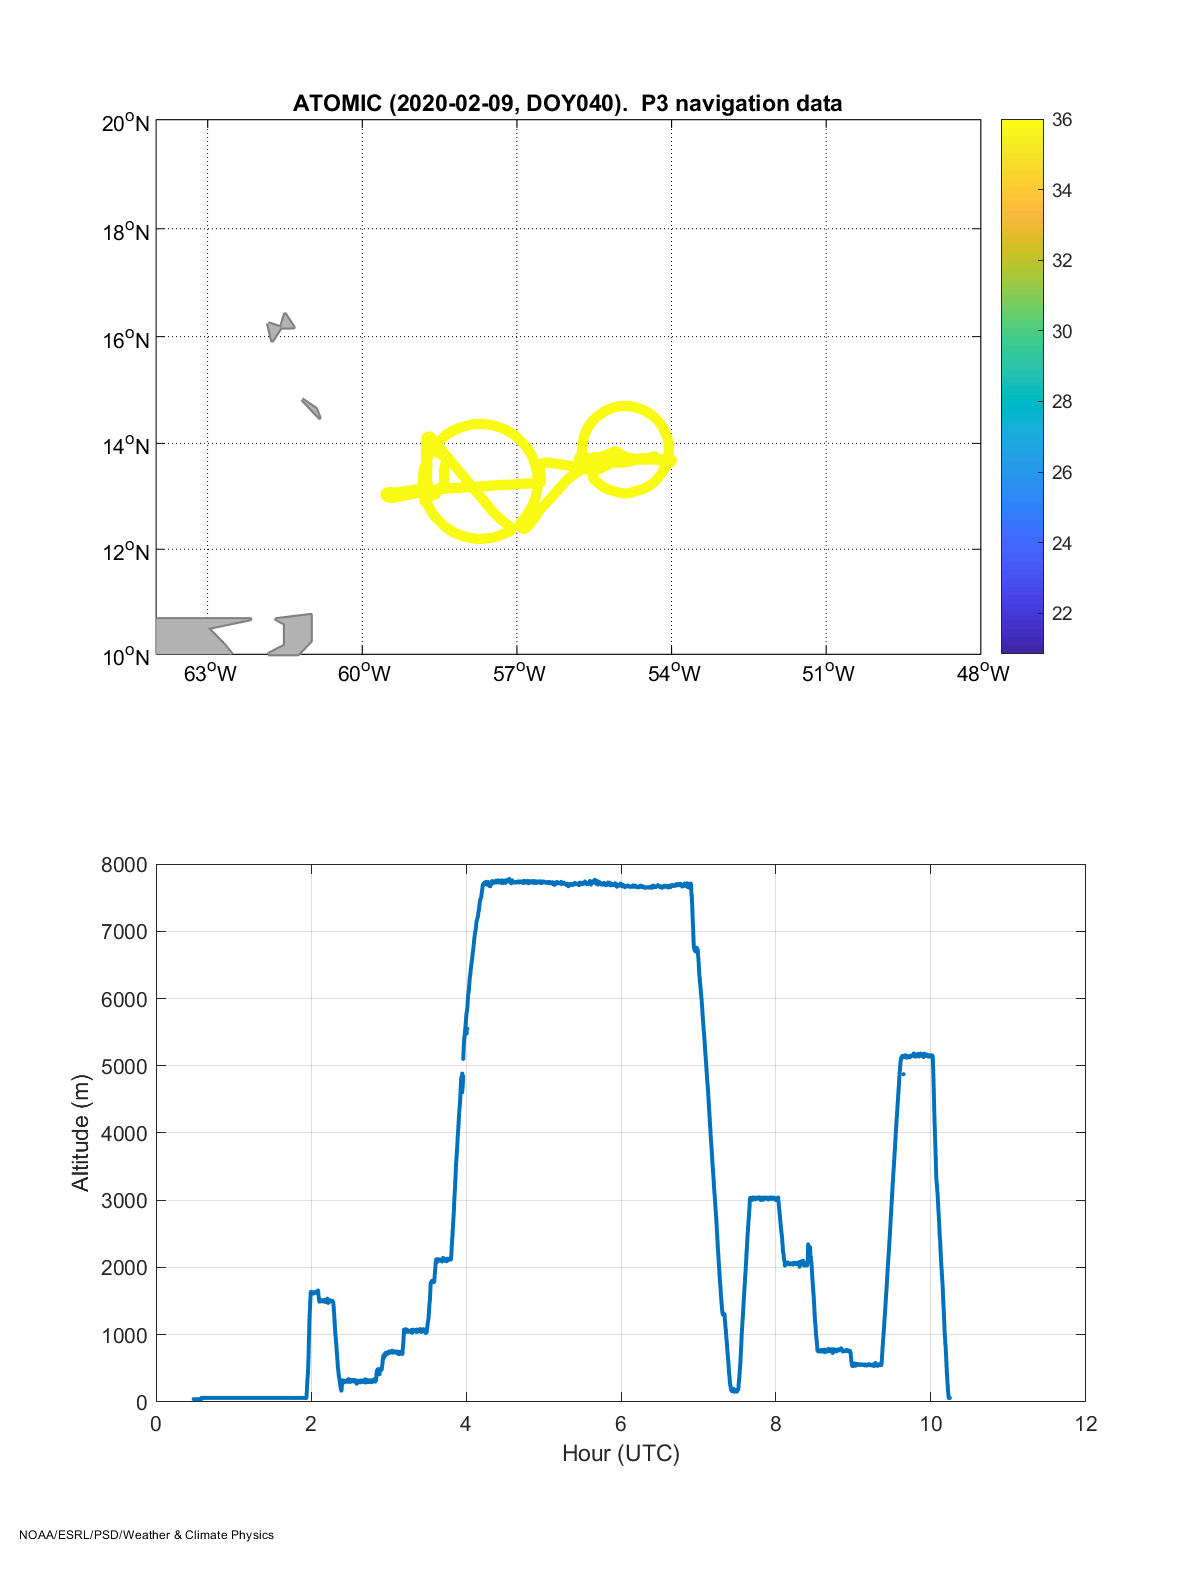 ATOMIC (2020-02-09, DOY040).  P3 navigation data
20°N
18°N
16°N
14°N
12°N
10°N
63°W
60°W
57°W
54°W
51°W
48°W
36
34
32
30
28
26
24
22
8000
7000
6000
5000
4000
3000
2000
1000
0
Altitude (m)
0
2
4
6
8
10
12
Hour (UTC)
NOAA/ESRL/PSD/Weather & Climate Physics